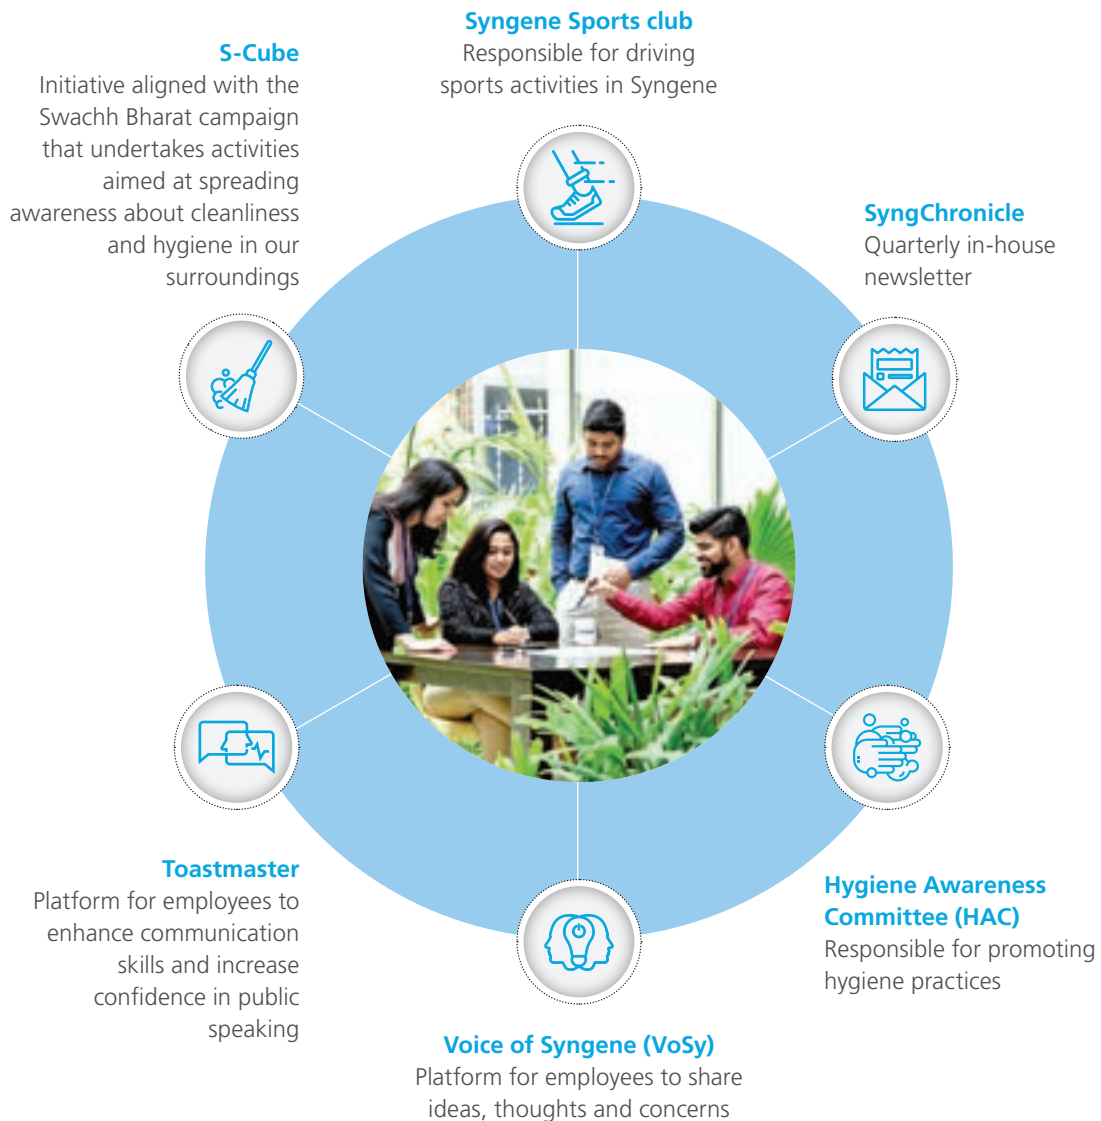 Syngene Sports club
Responsible for driving
sports activities in Syngene
S-Cube
Initiative aligned with the
Swachh Bharat campaign
that undertakes activities
aimed at spreading
awareness about cleanliness
and hygiene in our
surroundings
SyngChronicle
Quarterly in-house
newsletter
Toastmaster
Platform for employees to
enhance communication
skills and increase
confidence in public
speaking
Hygiene Awareness
Committee (HAC)
Responsible for promoting
hygiene practices
Voice of Syngene (VoSy)
Platform for employees to share
ideas, thoughts and concerns